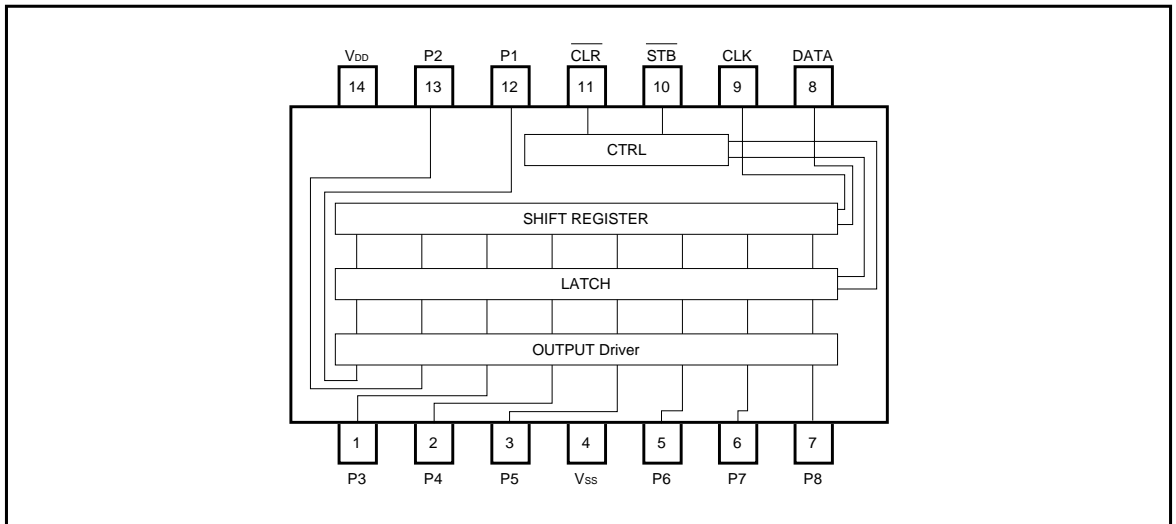 VDD P2 P1 CLR STB CLK DATA
14 13 12 11 10 9 8
CTRL
SHIFT REGISTER
LATCH
OUTPUT Driver
1 2 3 4 5 6 7
P3 P4 P5 VSS P6 P7 P8